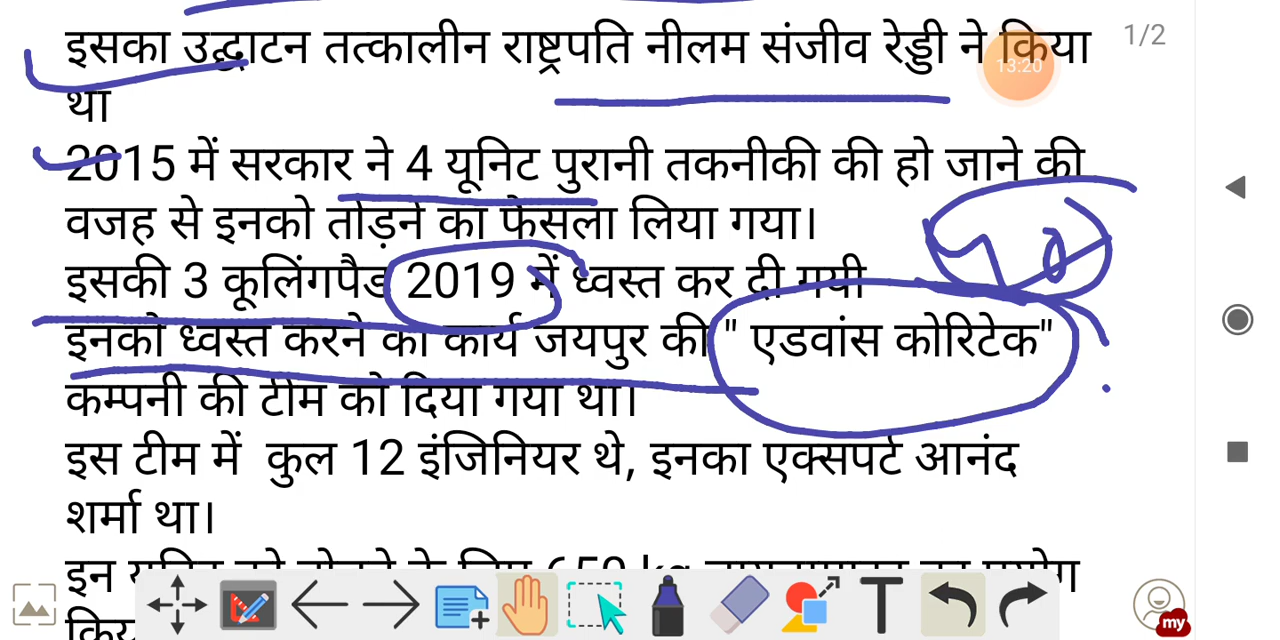 इसका उद्घाटन तत्कालीन राष्ट्रपति नीलम संजीव रेड्डी ने किया
था
1/2
13:20
2015 में सरकार ने 4 यूनिट पुरानी तकनीकी की हो जाने की
वजह से इनको तोड़ने का फैसला लिया गया।
इसकी 3 कूलिंगपैड 2019 में ध्वस्त कर दी गयी
इनको ध्वस्त करने का कार्य जयपुर की " एडवांस कोरिटेक"
कम्पनी की टीम को दिया गया था।
इस टीम में कुल 12 इंजिनियर थे, इनका एक्सपर्ट आनंद
शर्मा था।
इन
T
my